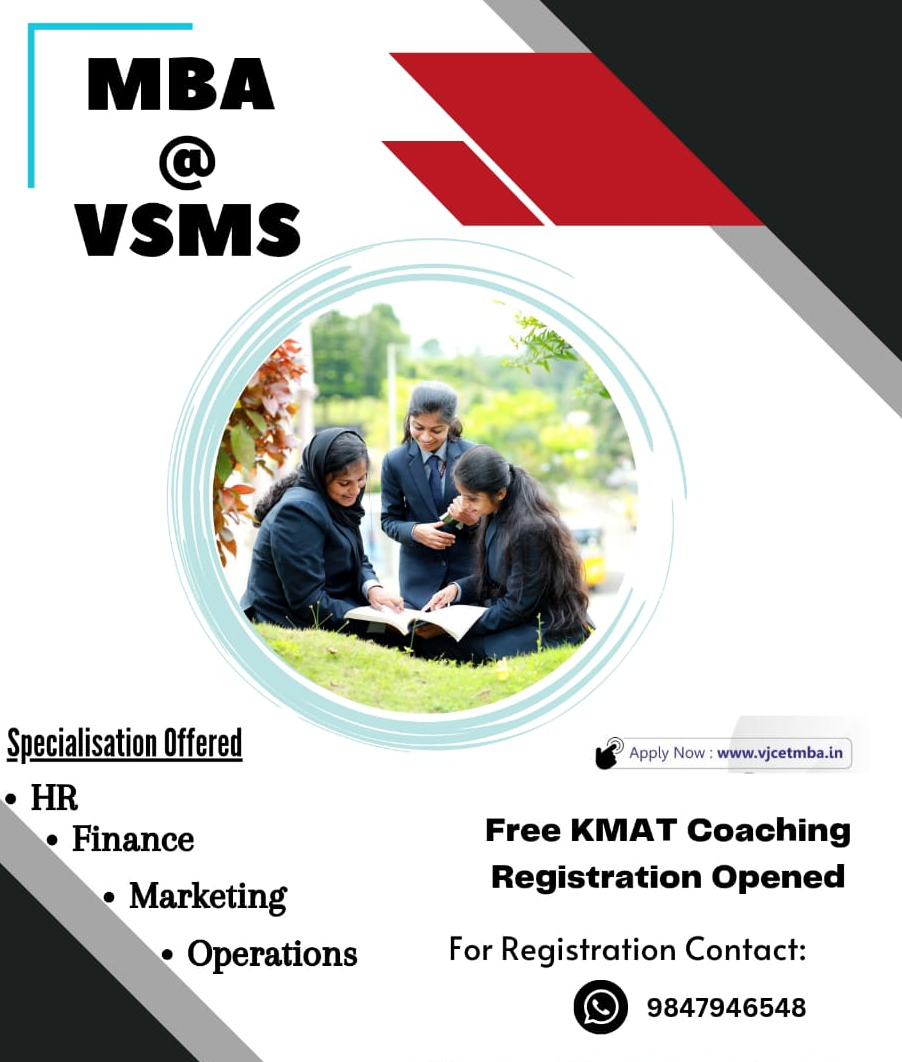 MBA
@
VSMS
Specialisation Offered
• HR
• Finance
• Marketing
• Operations
Apply Now : www.vjcetmba.in
Free KMAT Coaching
Registration Opened
For Registration Contact:
9847946548